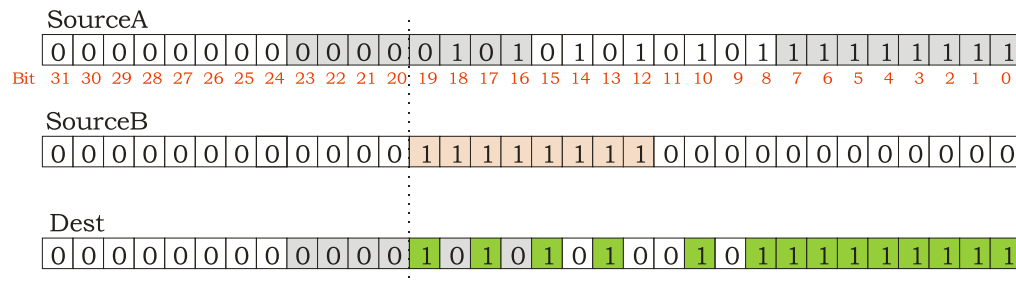 SourceA
0 0 0 0 0 0 0 0 0 0 0 0 0 1 0 1 0 1 0 1 0 1 0 1 1 1 1 1 1 1 1 1
Bit 31 30 29 28 27 26 25 24 23 22 21 20 19 18 17 16 15 14 13 12 11 10 9 8 7 6 5 4 3 2 1 0
SourceB
0 0 0 0 0 0 0 0 0 0 0 0 1 1 1 1 1 1 1 1 0 0 0 0 0 0 0 0 0 0 0 0
Dest
0 0 0 0 0 0 0 0 0 0 0 0 1 0 1 0 1 0 1 0 0 1 0 1 1 1 1 1 1 1 1 1